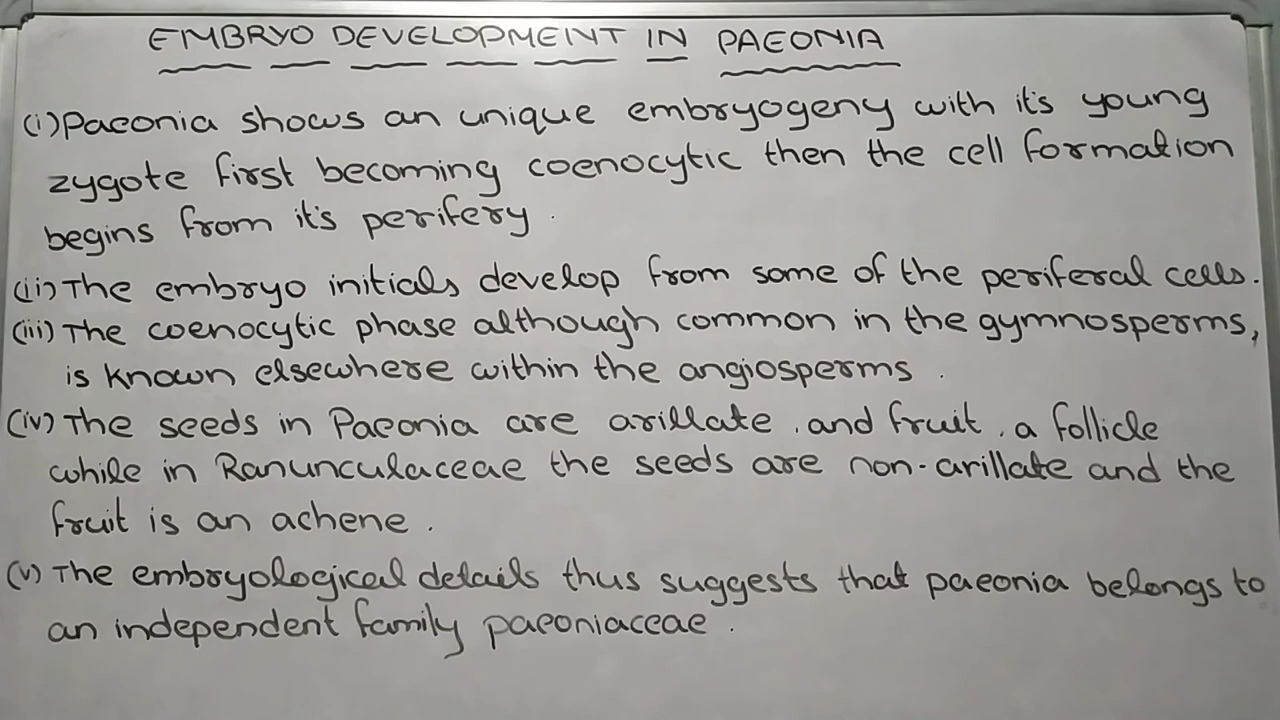 EMBRYO DEVELOPMENT IN PAEONIA
(i) Paeonia shows an unique embryogeny with it's young
zygote first becoming coenocytic then the cell formation
begins from it's perifery.
(ii) The embryo initials develop from some of the periferal cells.
(iii) The coenocytic phase although common in the gymnosperms,
is known elsewhere within the angiosperms.
(iv) The seeds in Paeonia are arillate, and fruit, a follicle
while in Ranunculaceae the seeds are non-arillate and the
fruit is an achene.
(v) The embryological details thus suggests that paeonia belongs to
an independent family paeoniaceae.